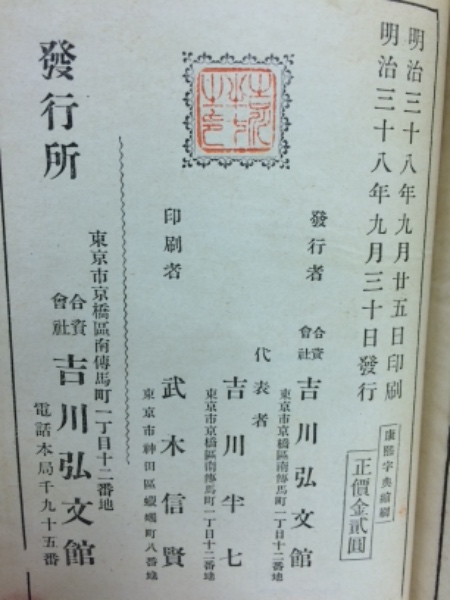 明治三十八年九月廿五日印刷
明治三十八年九月三十日發行
康熙字典縮刷
正價金貳圓
發行者 合資會社 吉川弘文館
東京市京橋區南傳馬町一丁目十二番地
代表者 吉川半七
東京市京橋區南傳馬町一丁目十二番地
印刷者 武木信賢
東京市神田區蠟燭町八番地
發行所
東京市京橋區南傳馬町一丁目十二番地
合資會社 吉川弘文館
電話本局千九十五番